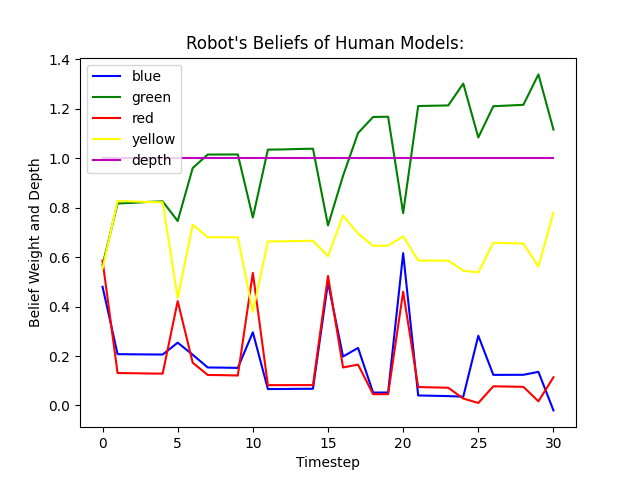 Robot's Beliefs of Human Models:
1.4
1.2
1.0
0.8
0.6
0.4
0.2
0.0
Belief Weight and Depth
blue
green
red
yellow
depth
0 5 10 15 20 25 30
Timestep